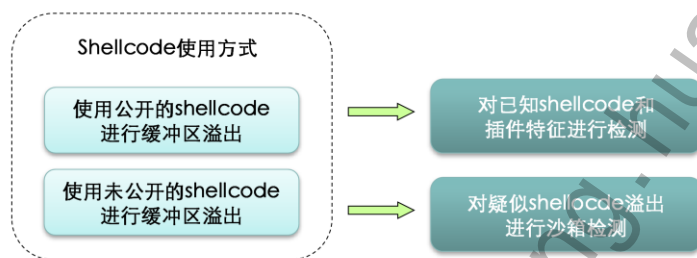 Shellcode使用方式
使用公开的shellcode
进行缓冲区溢出
对已知shellcode和
插件特征进行检测
使用未公开的shellcode
进行缓冲区溢出
对疑似shellocde溢出
进行沙箱检测
ng.hua